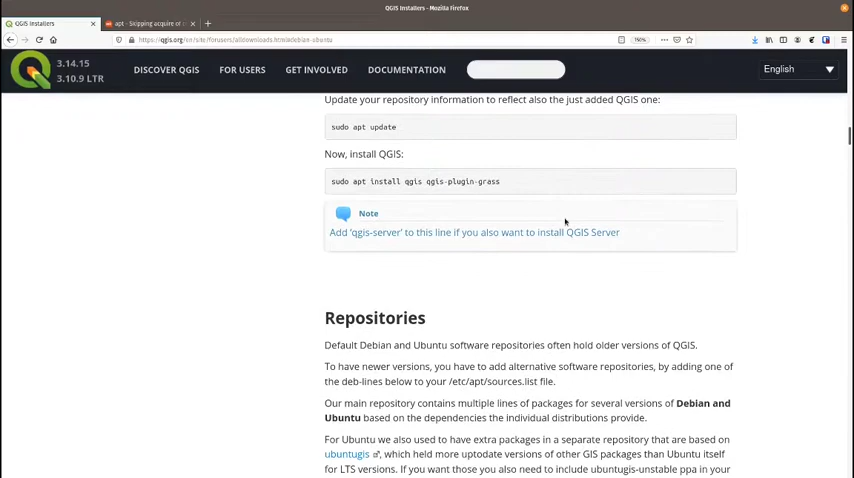 QGIS Installers - Mozilla Firefox
QGIS Installers
apt - Skipping acquire of c
https://qgis.org/en/site/forusers/alldownloads.html#debian-ubuntu
150%
3.14.15
3.10.9 LTR
DISCOVER QGIS
FOR USERS
GET INVOLVED
DOCUMENTATION
English
Update your repository information to reflect also the just added QGIS one:
sudo apt update
Now, install QGIS:
sudo apt install qgis qgis-plugin-grass
Note
Add 'qgis-server' to this line if you also want to install QGIS Server
Repositories
Default Debian and Ubuntu software repositories often hold older versions of QGIS.
To have newer versions, you have to add alternative software repositories, by adding one of
the deb-lines below to your /etc/apt/sources.list file.
Our main repository contains multiple lines of packages for several versions of Debian and
Ubuntu based on the dependencies the individual distributions provide.
For Ubuntu we also used to have extra packages in a separate repository that are based on
ubuntugis , which held more uptodate versions of other GIS packages than Ubuntu itself
for LTS versions. If you want those you also need to include ubuntugis-unstable ppa in your